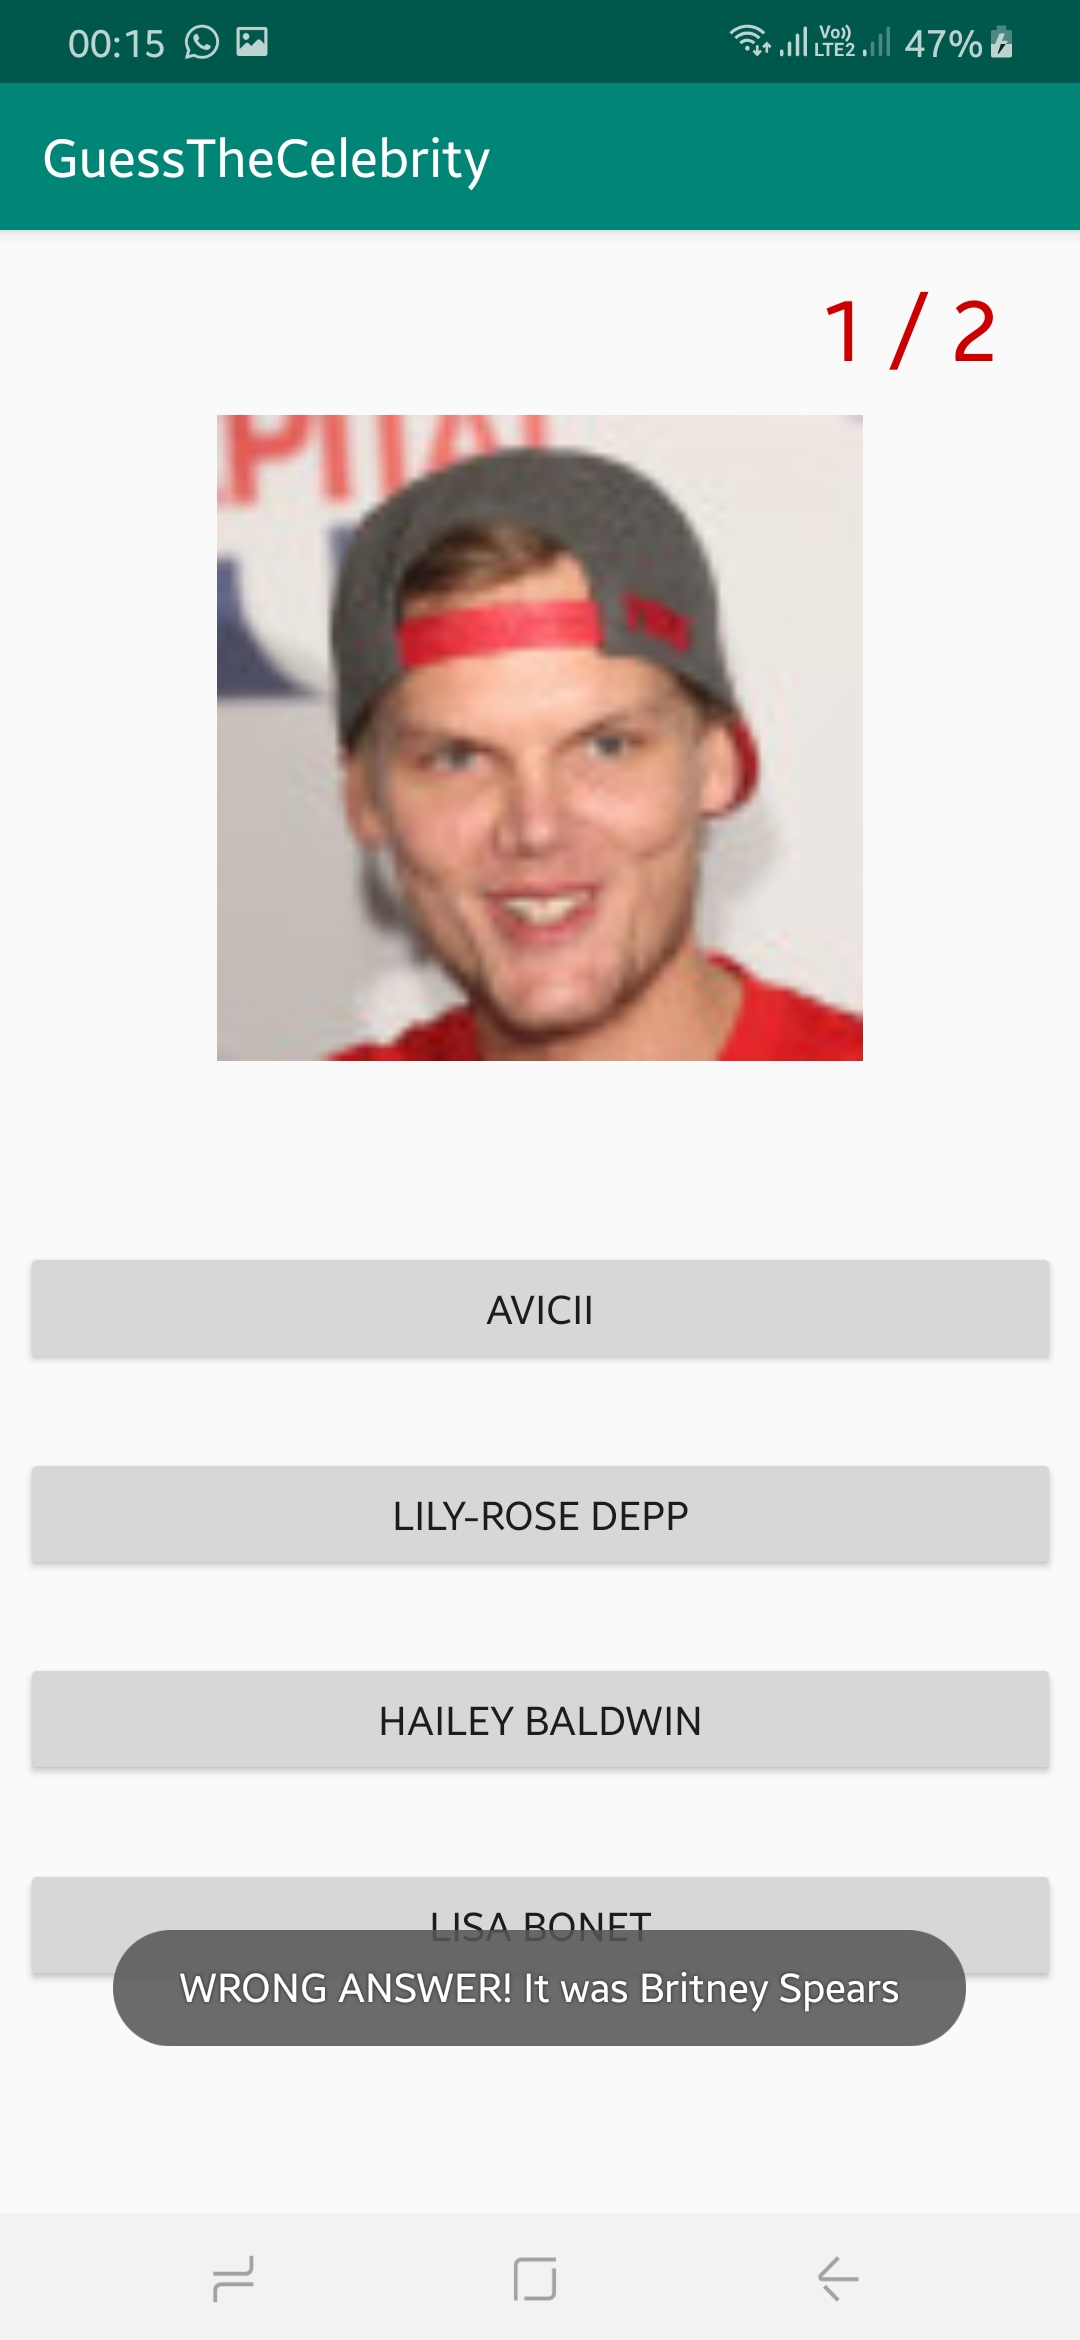 00:15 Vo)) LTE2 47%
GuessTheCelebrity
1 / 2
AVICII
LILY-ROSE DEPP
HAILEY BALDWIN
LISA BONET
WRONG ANSWER! It was Britney Spears